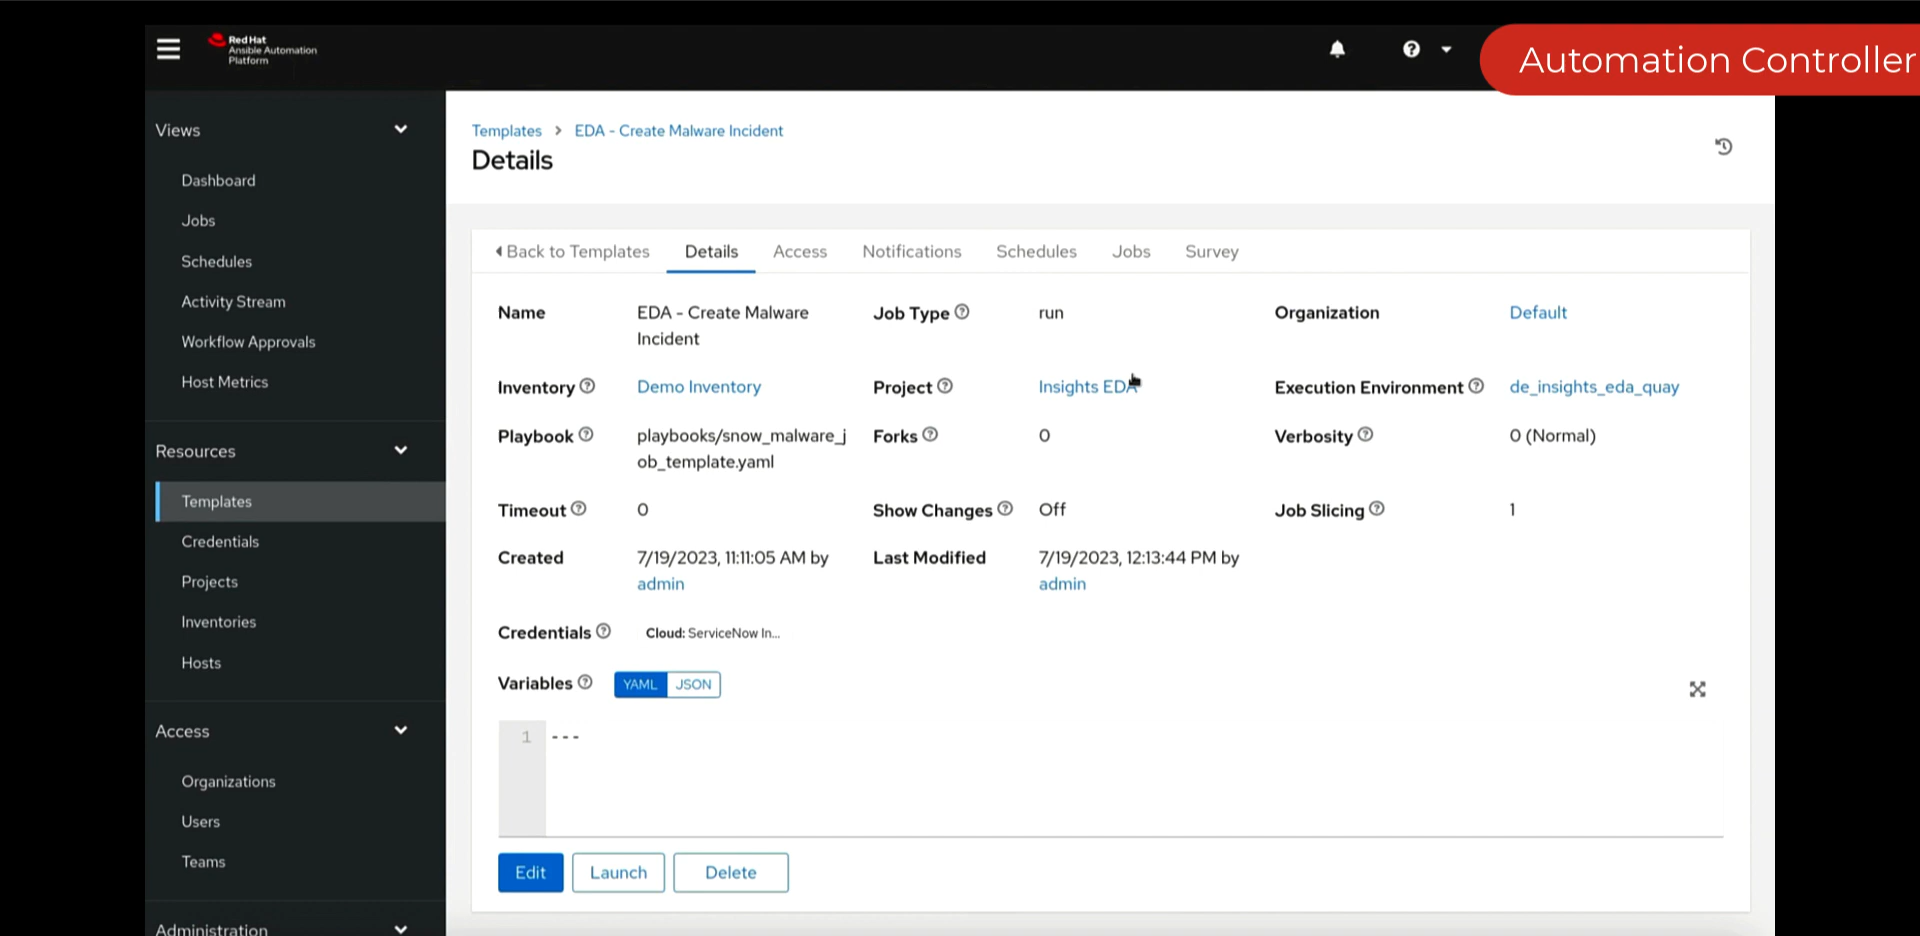 Red Hat
Ansible Automation
Platform
Automation Controller
Views
Dashboard
Jobs
Schedules
Activity Stream
Workflow Approvals
Host Metrics
Resources
Templates
Credentials
Projects
Inventories
Hosts
Access
Organizations
Users
Teams
Administration
Templates > EDA - Create Malware Incident
Details
Back to Templates Details Access Notifications Schedules Jobs Survey
Name EDA - Create Malware
Incident
Job Type run
Organization Default
Inventory Demo Inventory
Project Insights EDA
Execution Environment de_insights_eda_quay
Playbook playbooks/snow_malware_j
ob_template.yaml
Forks 0
Verbosity 0 (Normal)
Timeout 0
Show Changes Off
Job Slicing 1
Created 7/19/2023, 11:11:05 AM by
admin
Last Modified 7/19/2023, 12:13:44 PM by
admin
Credentials Cloud: ServiceNow In...
Variables YAML JSON
1 ---
Edit Launch Delete